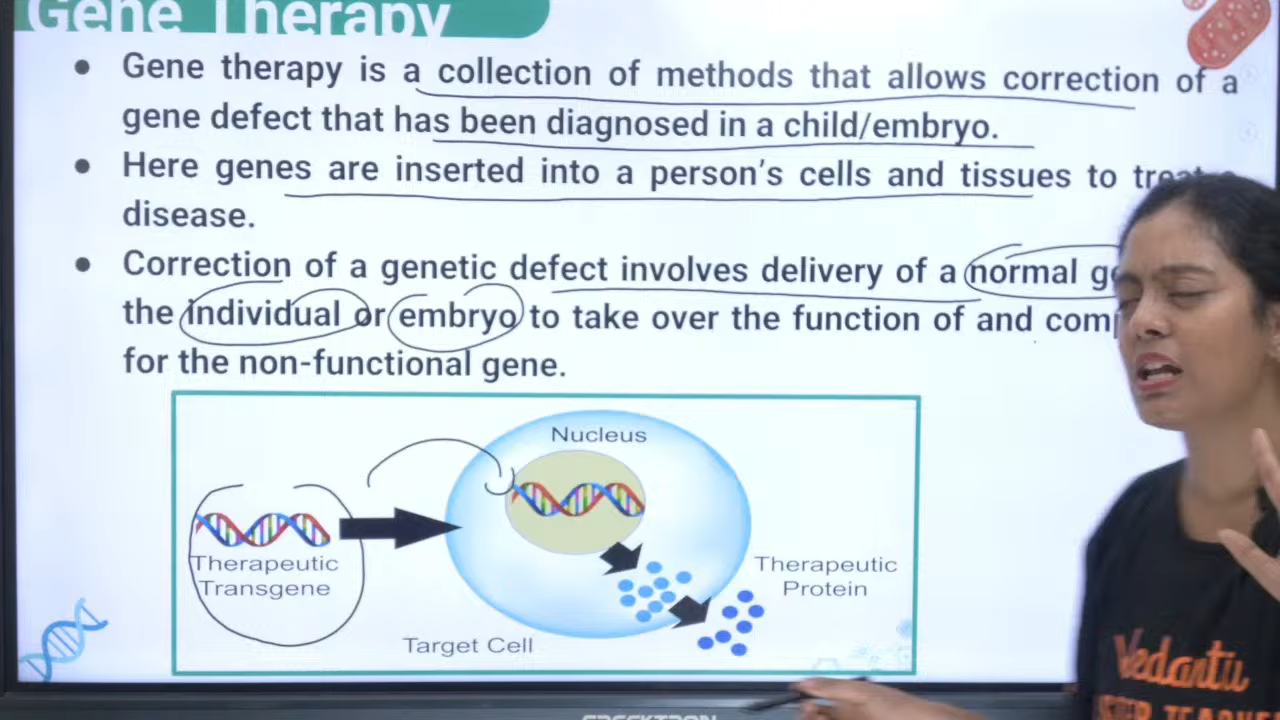 Gene Therapy
• Gene therapy is a collection of methods that allows correction of a
gene defect that has been diagnosed in a child/embryo.
• Here genes are inserted into a person's cells and tissues to treat
disease.
• Correction of a genetic defect involves delivery of a normal
the individual or embryo to take over the function of and
for the non-functional gene.
Nucleus
Therapeutic
Transgene
Therapeutic
Protein
Target Cell
Vedantu